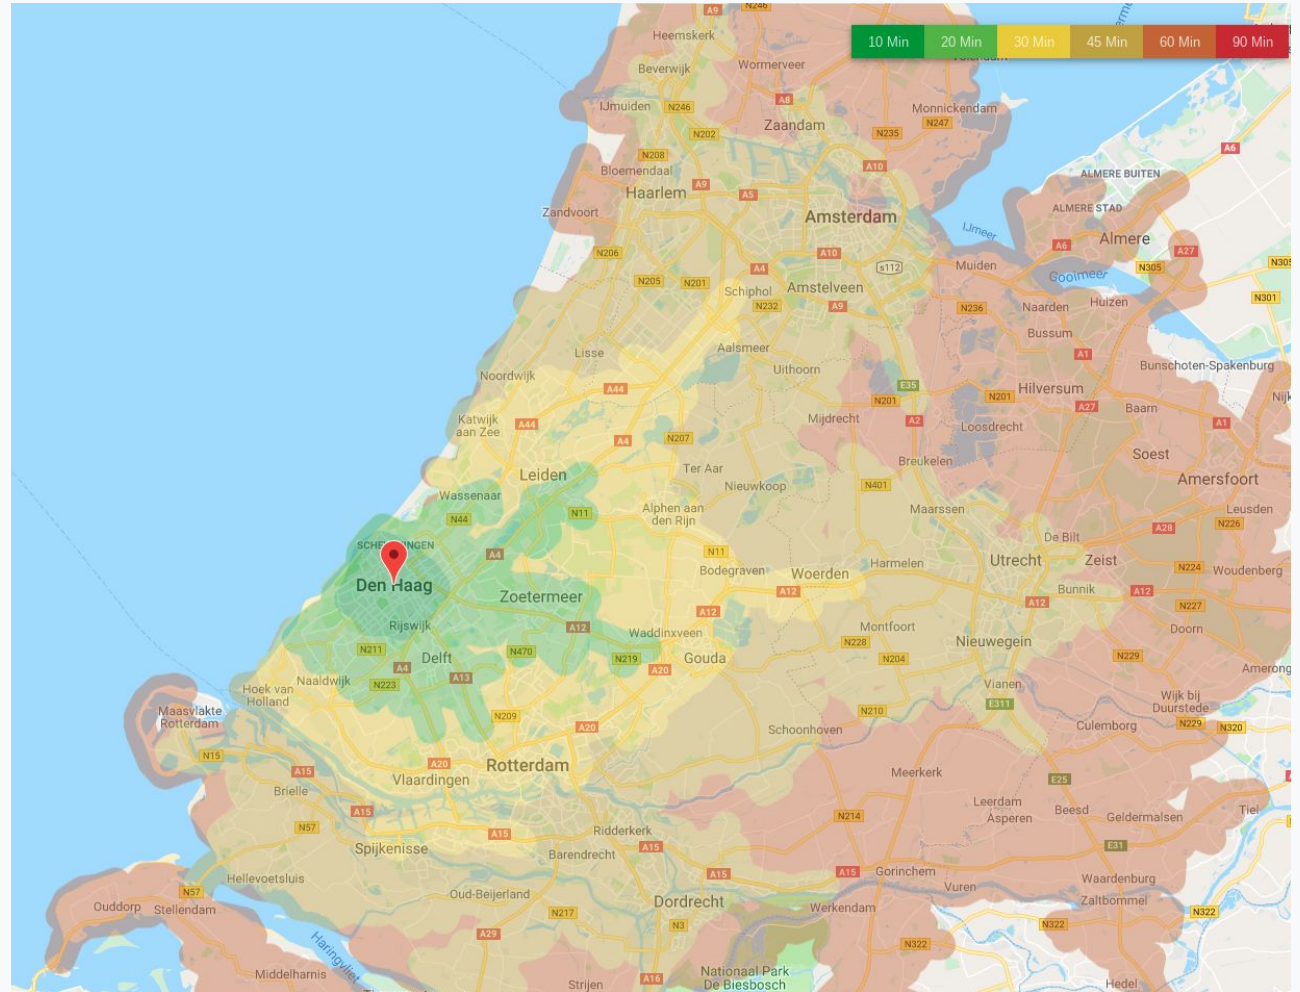 A9
N246
Heemskerk
10 Min
20 Min
30 Min
45 Min
60 Min
90 Min
Beverwijk
Wormerveer
IJmuiden
N246
A8
Monnickendam
N202
Zaandam
N235
N247
N208
A10
A6
Bloemendaal
ALMERE BUITEN
Haarlem
A9
A5
Zandvoort
Amsterdam
ALMERE STAD
IJmeer
Almere
N206
A10
A6
A27
s112
Muiden
N305
N305
A4
Gooimeer
N205
N201
Schiphol
Amstelveen
N232
A9
N236
Naarden
Huizen
N301
Bussum
Lisse
Aalsmeer
A1
Noordwijk
Uithoorn
Bunschoten-Spakenburg
A44
E35
Hilversum
N201
N201
A27
Baarn
Katwijk
aan Zee
A44
Mijdrecht
A2
Loosdrecht
A1
A4
N207
Soest
Leiden
Ter Aar
Breukelen
Amersfoort
Wassenaar
Nieuwkoop
N401
N11
Alphen aan
den Rijn
Maarssen
Leusden
N44
N226
A28
De Bilt
A4
N11
Utrecht
Zeist
Den Haag
Bodegraven
Woerden
Harmelen
N224
Woudenberg
Zoetermeer
A12
Bunnik
A12
A12
A12
N227
Rijswijk
A12
Waddinxveen
Montfoort
Doorn
N211
N470
N228
Nieuwegein
Delft
N219
Gouda
N204
N229
A4
A20
Naaldwijk
N223
A13
Vianen
Hoek van
Holland
Wijk bij
Duurstede
Maasvlakte
Rotterdam
N209
N210
E311
A20
Schoonhoven
Culemborg
N229
N320
N15
A20
Rotterdam
A15
Vlaardingen
Meerkerk
E25
Brielle
A15
N214
Leerdam
Asperen
Beesd
Geldermalsen
Tiel
N57
A15
Ridderkerk
Spijkenisse
A15
Barendrecht
E31
A15
A15
Gorinchem
Hellevoetsluis
Oud-Beijerland
Vuren
Waardenburg
N57
Dordrecht
Zaltbommel
Ouddorp
Stellendam
N217
Werkendam
N322
N3
N322
A29
N322
Haringvliet
Middelharnis
Strijen
A16
Nationaal Park
De Biesbosch
Hedel